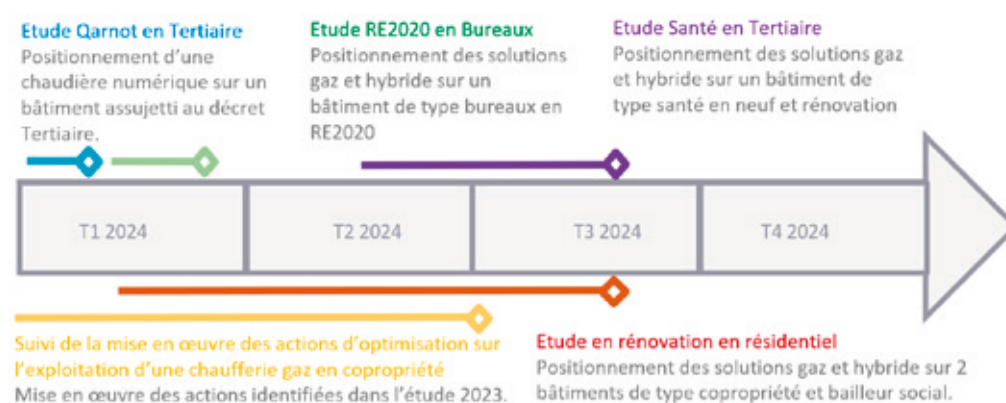 Etude Qarnot en Tertiaire
Positionnement d'une
chaudière numérique sur un
bâtiment assujetti au décret
Tertiaire.
Etude RE2020 en Bureaux
Positionnement des solutions
gaz et hybride sur un
bâtiment de type bureaux en
RE2020
Etude Santé en Tertiaire
Positionnement des solutions gaz
et hybride sur un bâtiment de
type santé en neuf et rénovation
T1 2024
T2 2024
T3 2024
T4 2024
Suivi de la mise en œuvre des actions d'optimisation sur
l'exploitation d'une chaufferie gaz en copropriété
Mise en œuvre des actions identifiées dans l'étude 2023.
Etude en rénovation en résidentiel
Positionnement des solutions gaz et hybride sur 2
bâtiments de type copropriété et bailleur social.